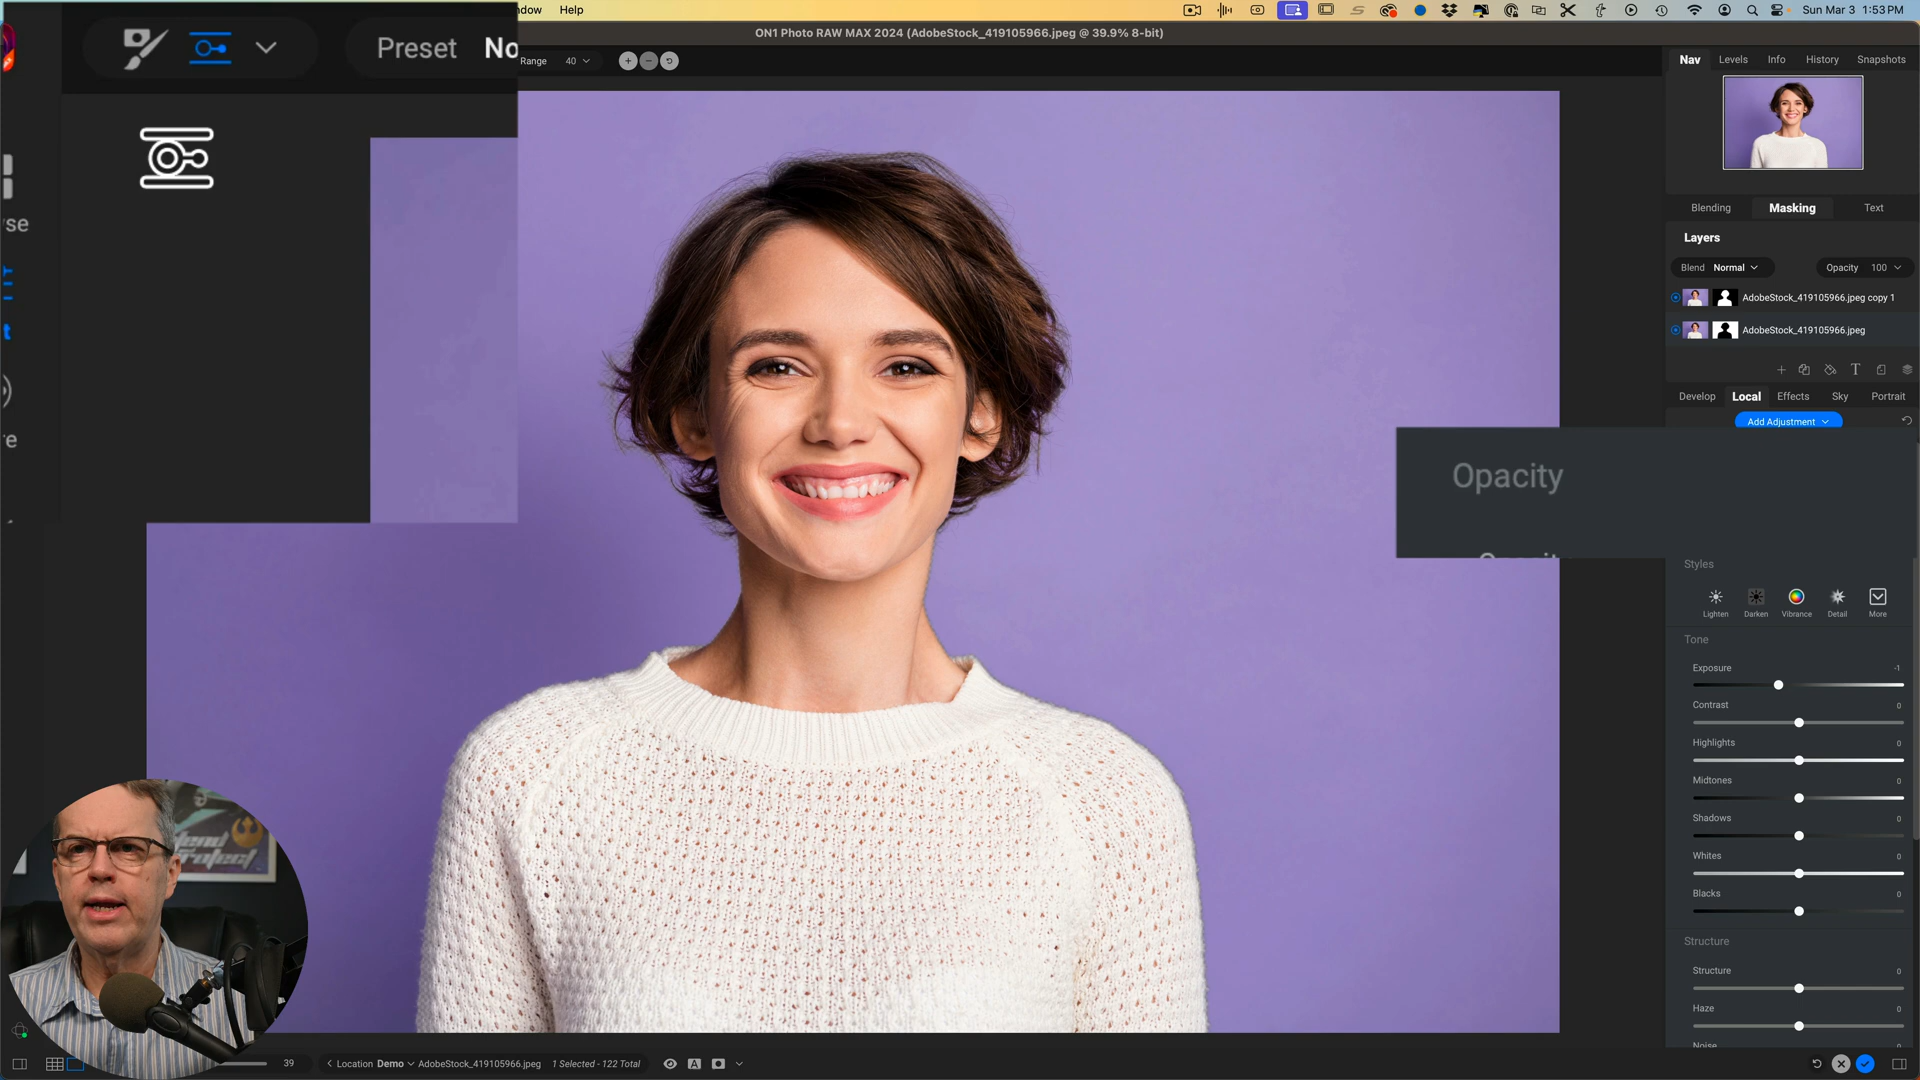 ndow Help
Sun Mar 3 1:53 PM
ON1 Photo RAW MAX 2024 (AdobeStock_419105966.jpeg @ 39.9% 8-bit)
Preset No
Range 40
Nav Levels Info History Snapshots
se
t
e
Blending Masking Text
Layers
Blend Normal Opacity 100
AdobeStock_419105966.jpeg copy 1
AdobeStock_419105966.jpeg
Develop Local Effects Sky Portrait
Add Adjustment
Opacity
Styles
Lighten Darken Vibrance Detail More
Tone
Exposure -1
Contrast 0
Highlights 0
Midtones 0
Shadows 0
Whites 0
Blacks 0
Structure
Structure 0
Haze 0
Noise
39 Location Demo AdobeStock_419105966.jpeg 1 Selected - 122 Total